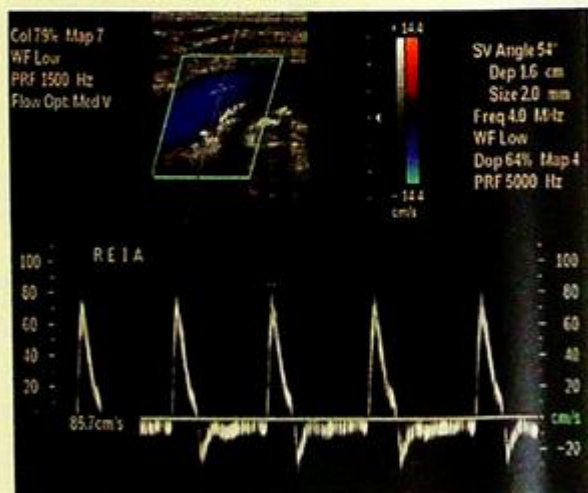 Col 79% Map 7
WF Low
PRF 1500 Hz
Flow Opt: Med V
+ 14.4
- 14.4
cm/s
SV Angle 54°
Dep 1.6 cm
Size 2.0 mm
Freq 4.0 MHz
WF Low
Dop 64% Map 4
PRF 5000 Hz
R E I A
100
80
60
40
20
85.7cm/s
100
80
60
40
20
cm/s
-20